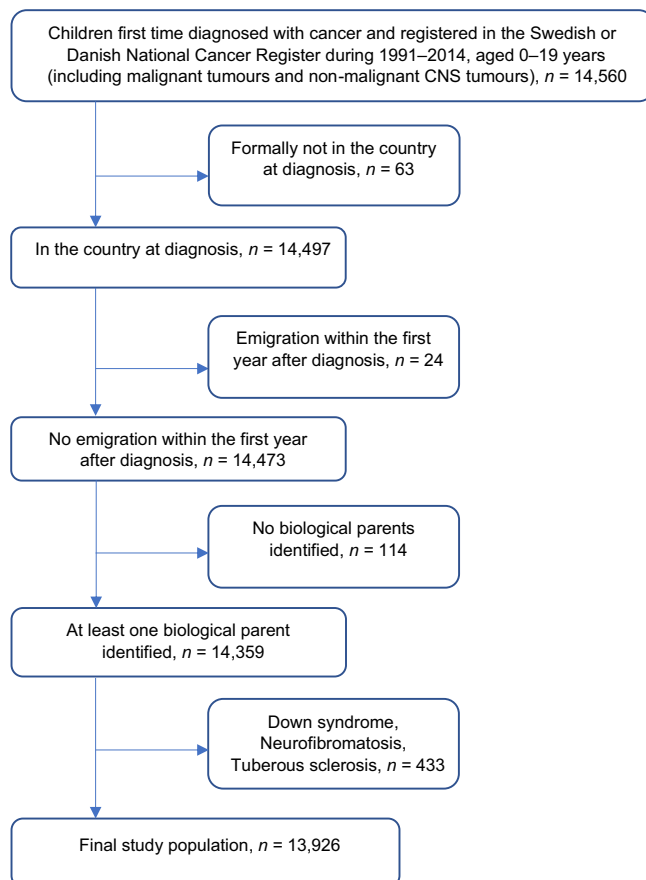 Children first time diagnosed with cancer and registered in the Swedish or
Danish National Cancer Register during 1991–2014, aged 0–19 years
(including malignant tumours and non-malignant CNS tumours), n = 14,560
Formally not in the country
at diagnosis, n = 63
In the country at diagnosis, n = 14,497
Emigration within the first
year after diagnosis, n = 24
No emigration within the first year
after diagnosis, n = 14,473
No biological parents
identified, n = 114
At least one biological parent
identified, n = 14,359
Down syndrome,
Neurofibromatosis,
Tuberous sclerosis, n = 433
Final study population, n = 13,926